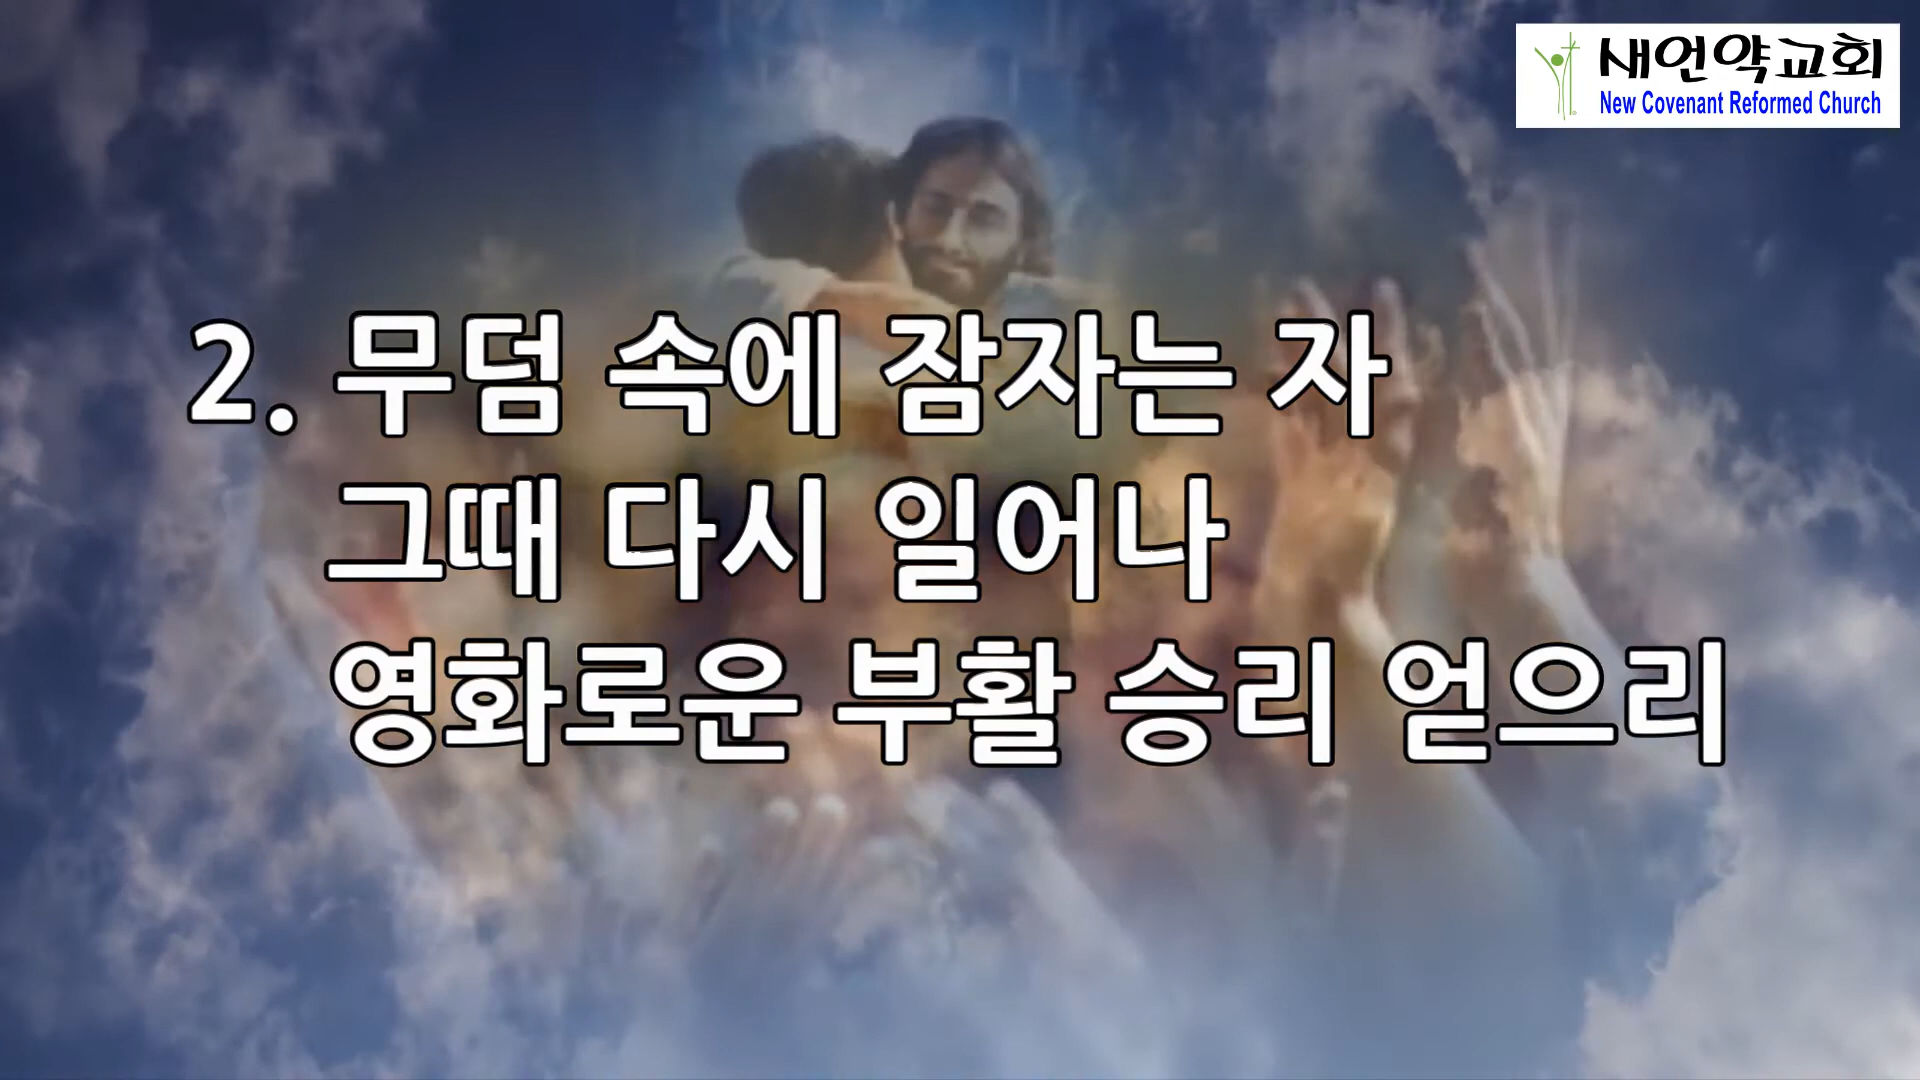 새언약교회
New Covenant Reformed Church
2. 무덤 속에 잠자는 자
그때 다시 일어나
영화로운 부활 승리 얻으리